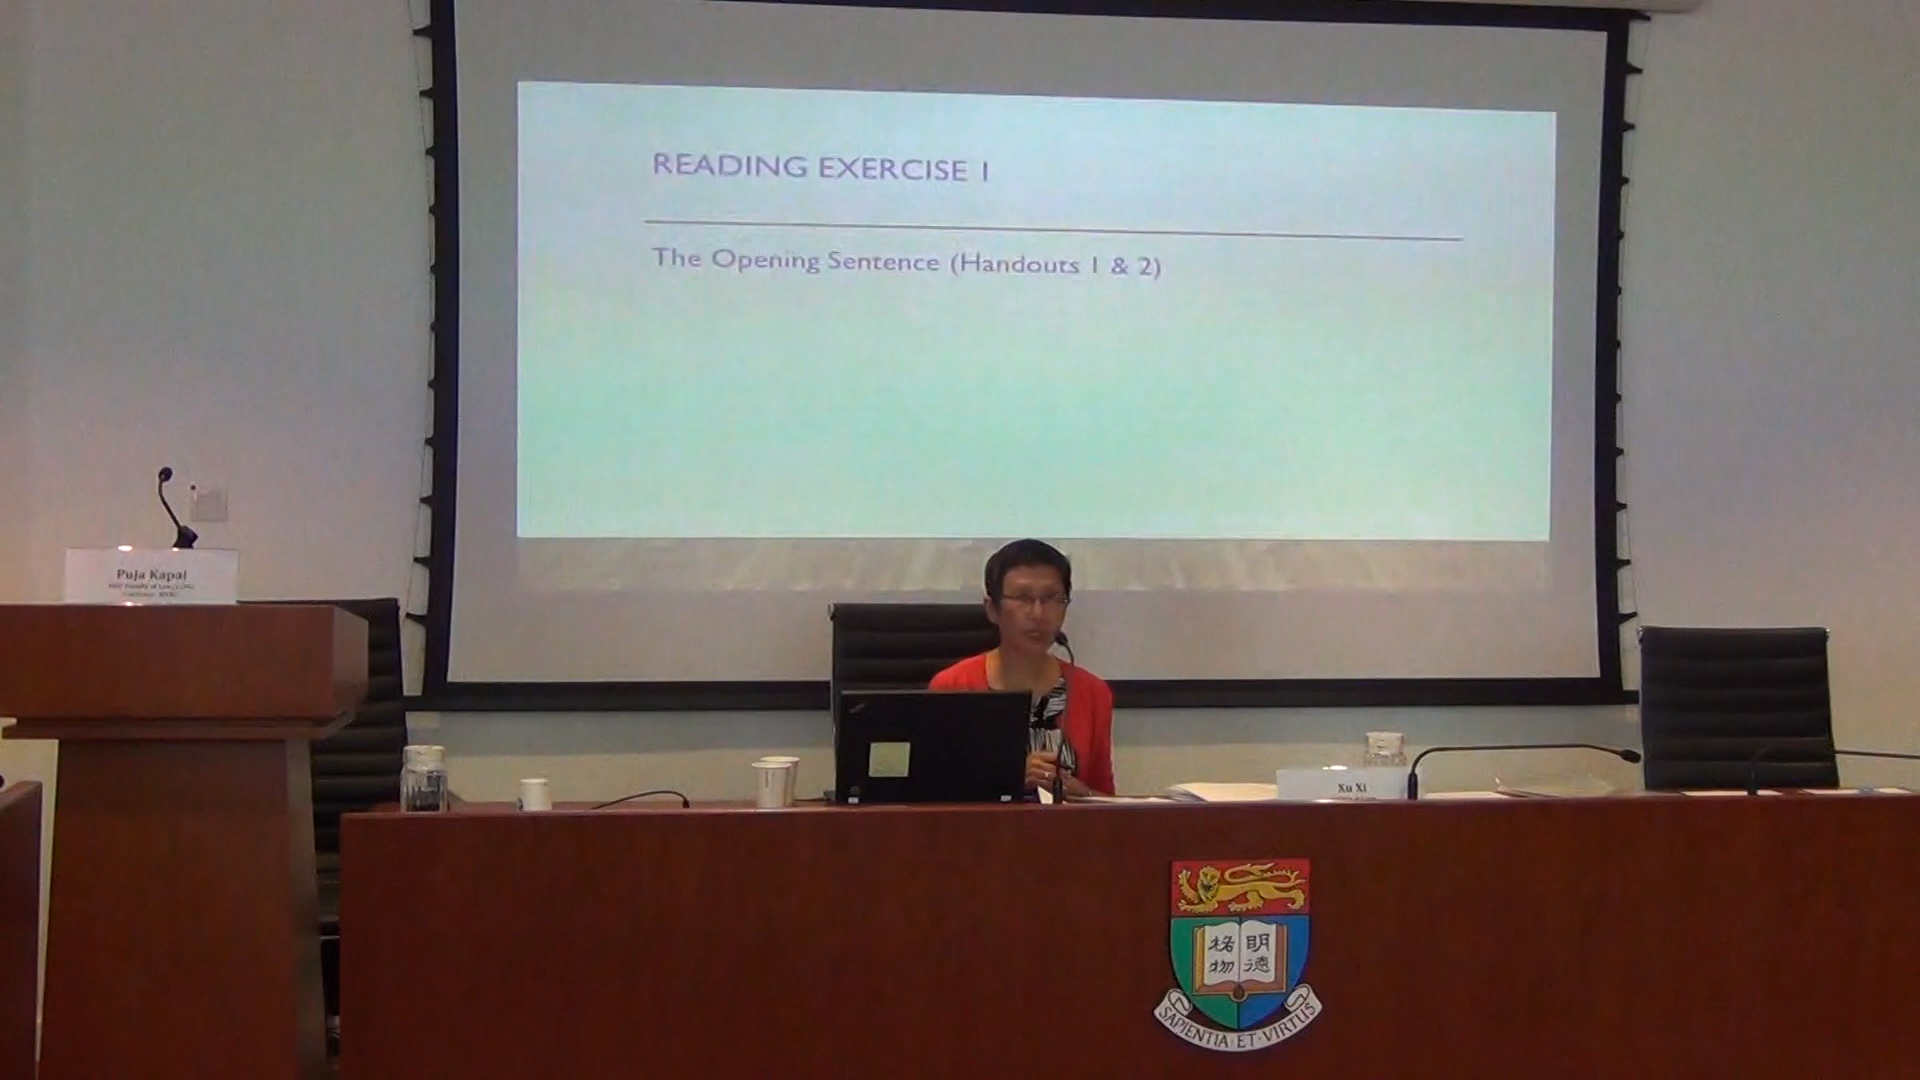 READING EXERCISE 1
The Opening Sentence (Handouts 1 & 2)
Puja Kapai
Xu Xi
格 明
物 德
SAPIENTIA ET VIRTUS